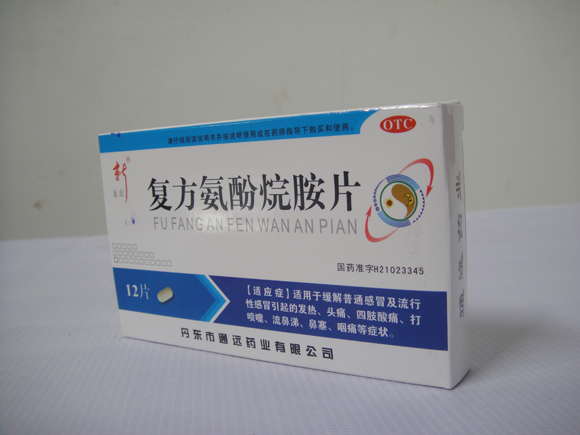 请仔细阅读说明书并按说明使用或在药师指导下购买和使用。
OTC
复方氨酚烷胺片
FU FANG AN FEN WAN AN PIAN
国药准字H21023345
12片
【适应症】适用于缓解普通感冒及流行
性感冒引起的发热、头痛、四肢酸痛、打
喷嚏、流鼻涕、鼻塞、咽痛等症状。
丹东市通远药业有限公司